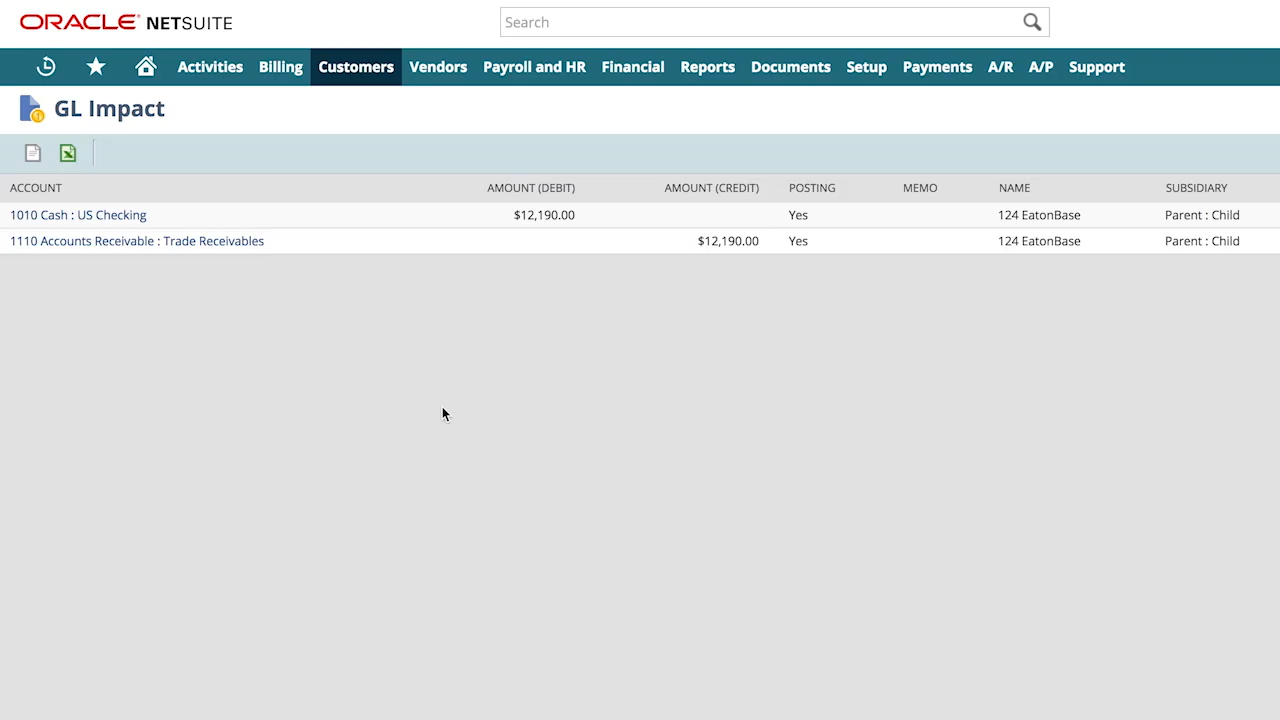 ORACLE NETSUITE
Search
Activities Billing Customers Vendors Payroll and HR Financial Reports Documents Setup Payments A/R A/P Support
GL Impact
ACCOUNT AMOUNT (DEBIT) AMOUNT (CREDIT) POSTING MEMO NAME SUBSIDIARY
1010 Cash : US Checking $12,190.00 Yes 124 EatonBase Parent : Child
1110 Accounts Receivable : Trade Receivables $12,190.00 Yes 124 EatonBase Parent : Child